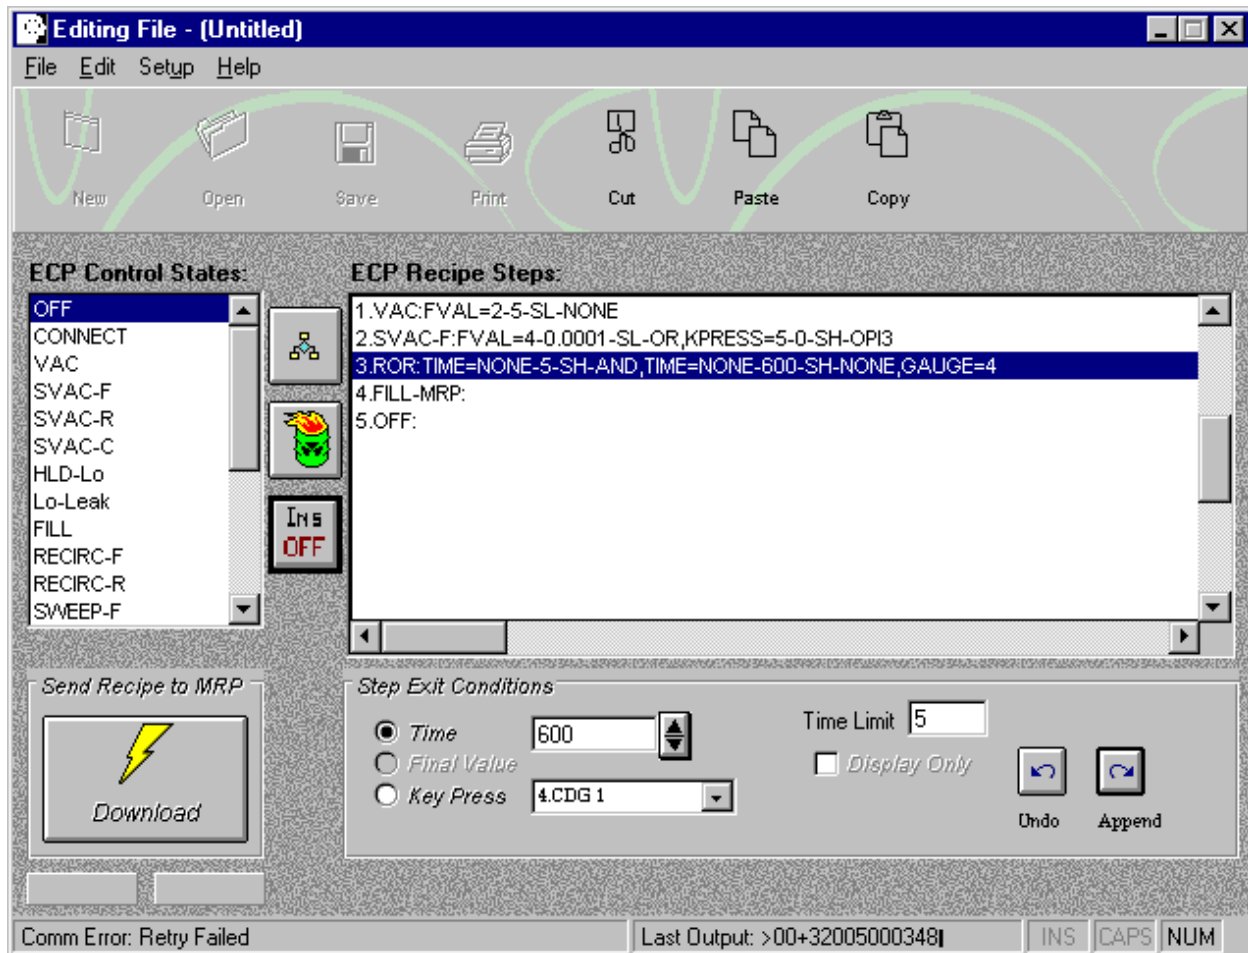 Editing File - (Untitled)
File Edit Setup Help
New Open Save Print Cut Paste Copy
ECP Control States:
OFF
CONNECT
VAC
SVAC-F
SVAC-R
SVAC-C
HLD-Lo
Lo-Leak
FILL
RECIRC-F
RECIRC-R
SWEEP-F
Ins
OFF
ECP Recipe Steps:
1.VAC:FVAL=2-5-SL-NONE
2.SVAC-F:FVAL=4-0.0001-SL-OR,KPRESS=5-0-SH-OPI3
3.ROR:TIME=NONE-5-SH-AND,TIME=NONE-600-SH-NONE,GAUGE=4
4.FILL-MRP:
5.OFF:
Send Recipe to MRP
Download
Step Exit Conditions
Time 600
Final Value
Key Press 4.CDG 1
Time Limit 5
Display Only
Undo Append
Comm Error: Retry Failed
Last Output: >00+32005000348
INS CAPS NUM